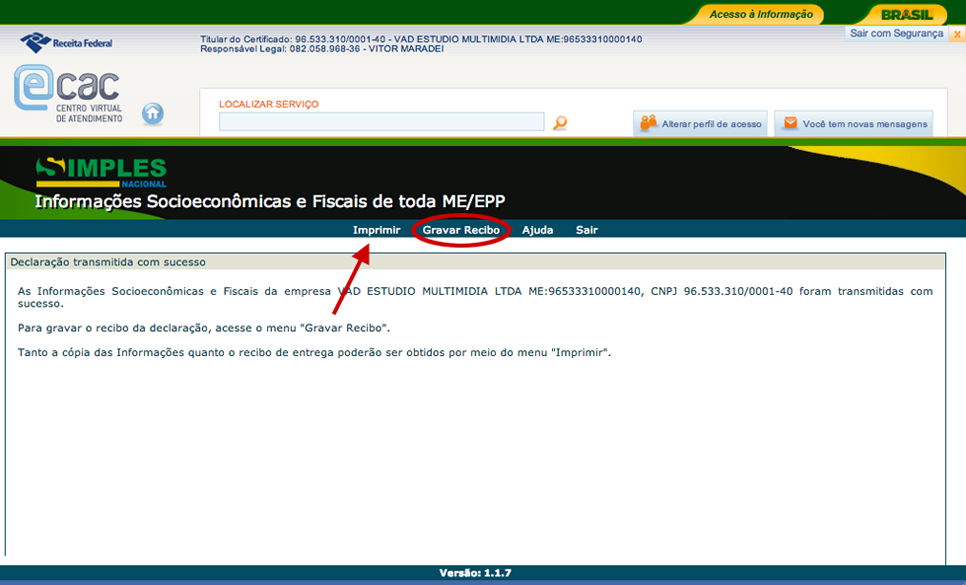 Acesso à Informação
BRASIL
Sair com Segurança X
Receita Federal
Titular do Certificado: 96.533.310/0001-40 - VAD ESTUDIO MULTIMIDIA LTDA ME:96533310000140
Responsável Legal: 082.058.968-36 - VITOR MARADEI
ecac
CENTRO VIRTUAL
DE ATENDIMENTO
LOCALIZAR SERVIÇO
Alterar perfil de acesso
Você tem novas mensagens
SIMPLES
NACIONAL
Informações Socioeconômicas e Fiscais de toda ME/EPP
Imprimir Gravar Recibo Ajuda Sair
Declaração transmitida com sucesso
As Informações Socioeconômicas e Fiscais da empresa VAD ESTUDIO MULTIMIDIA LTDA ME:96533310000140, CNPJ 96.533.310/0001-40 foram transmitidas com
sucesso.
Para gravar o recibo da declaração, acesse o menu "Gravar Recibo".
Tanto a cópia das Informações quanto o recibo de entrega poderão ser obtidos por meio do menu "Imprimir".
Versão: 1.1.7